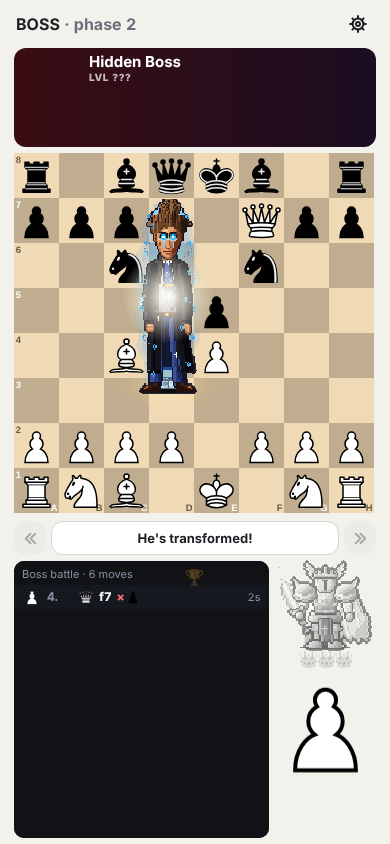 BOSS · phase 2
Hidden Boss
LVL ???
8
7
6
5
4
3
2
1
A B C D E F G H
He's transformed!
Boss battle · 6 moves
4. f7 × 2s